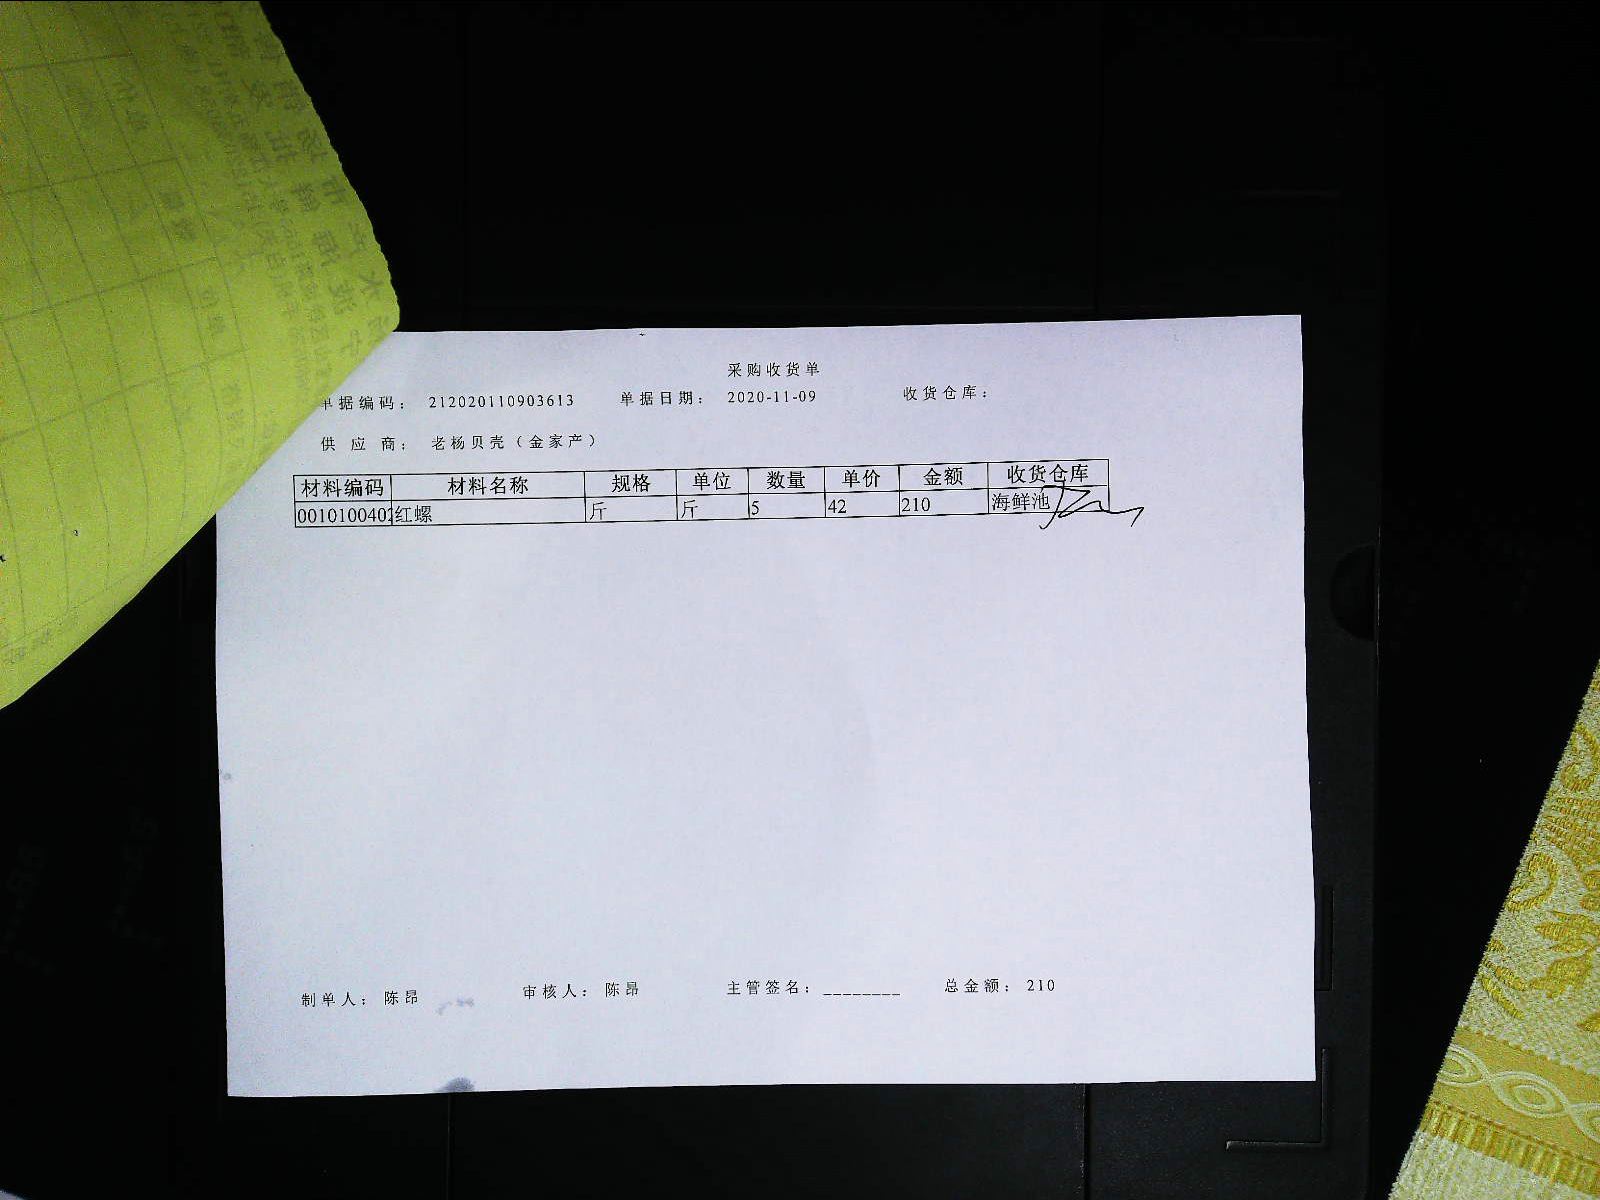 采购收货单
单据编码： 212020110903613 单据日期： 2020-11-09 收货仓库：
供 应 商： 老杨贝壳（金家产）
材料编码 材料名称 规格 单位 数量 单价 金额 收货仓库
0010100402 红螺 斤 斤 5 42 210 海鲜池
制单人： 陈昂 审核人： 陈昂 主管签名：________ 总金额： 210